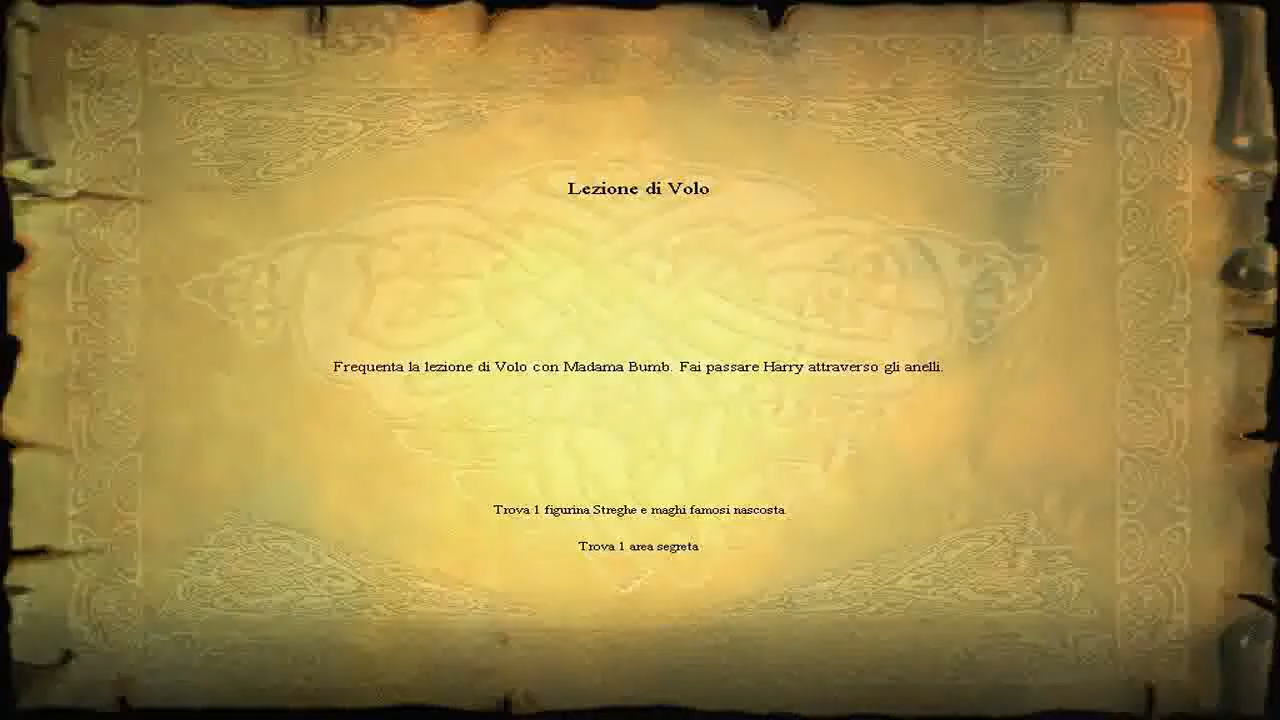 Lezione di Volo
Frequenta la lezione di Volo con Madama Bumb. Fai passare Harry attraverso gli anelli.
Trova 1 figurina Streghe e maghi famosi nascosta
Trova 1 area segreta